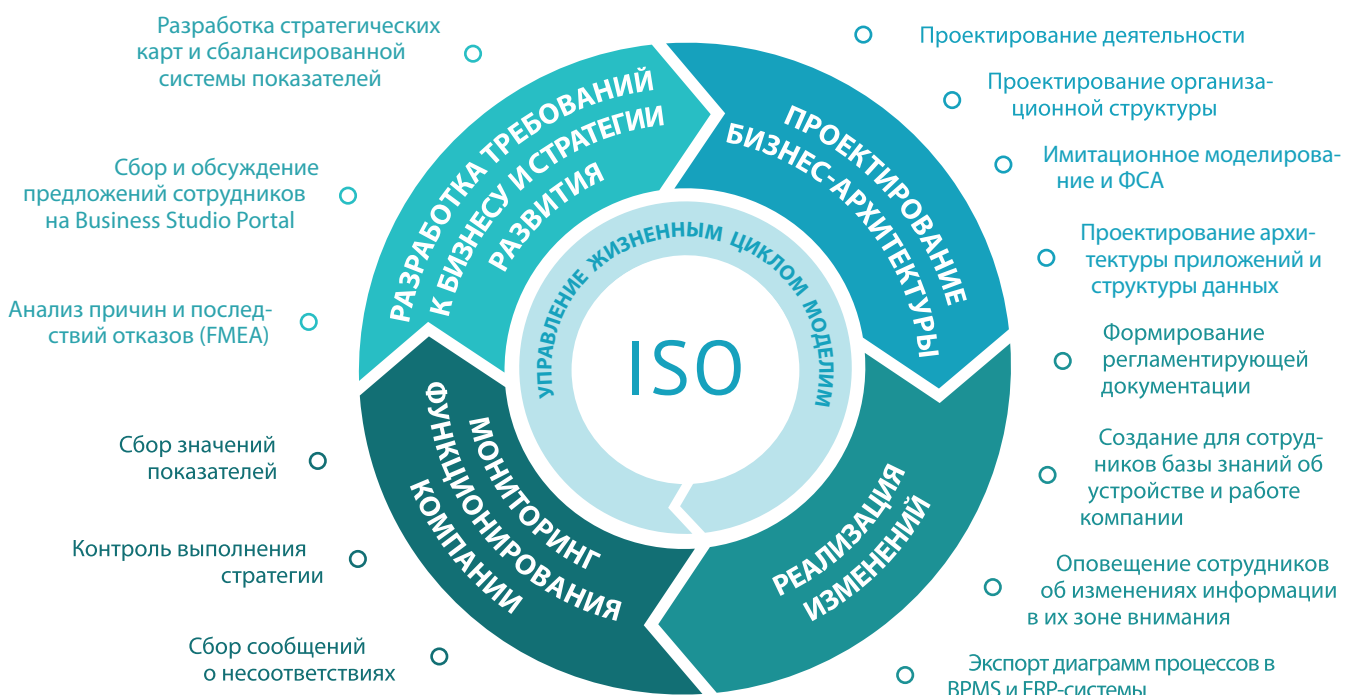 Разработка стратегических
карт и сбалансированной
системы показателей
Сбор и обсуждение
предложений сотрудников
на Business Studio Portal
Анализ причин и послед-
ствий отказов (FMEA)
Сбор значений
показателей
Контроль выполнения
стратегии
Сбор сообщений
о несоответствиях
РАЗРАБОТКА ТРЕБОВАНИЙ
К БИЗНЕСУ И СТРАТЕГИИ
РАЗВИТИЯ
ПРОЕКТИРОВАНИЕ
БИЗНЕС-АРХИТЕКТУРЫ
УПРАВЛЕНИЕ ЖИЗНЕННЫМ ЦИКЛОМ МОДЕЛИМ
ISO
МОНИТОРИНГ
ФУНКЦИОНИРОВАНИЯ
КОМПАНИИ
РЕАЛИЗАЦИЯ
ИЗМЕНЕНИЙ
Проектирование деятельности
Проектирование организа-
ционной структуры
Имитационное моделирова-
ние и ФСА
Проектирование архи-
тектуры приложений и
структуры данных
Формирование
регламентирующей
документации
Создание для сотруд-
ников базы знаний об
устройстве и работе
компании
Оповещение сотрудников
об изменениях информации
в их зоне внимания
Экспорт диаграмм процессов в
BPMS и ERP-системы